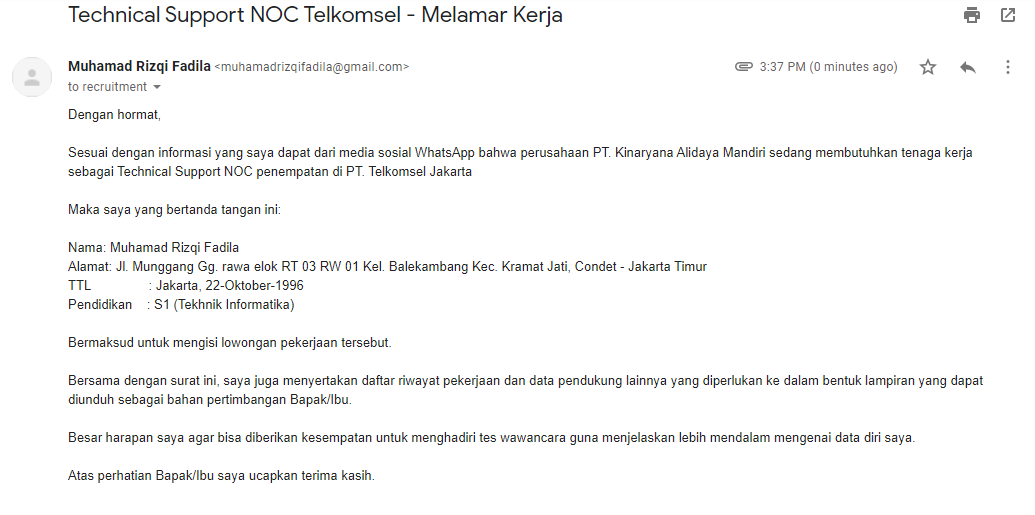 Technical Support NOC Telkomsel - Melamar Kerja
Muhamad Rizqi Fadila <muhamadrizqifadila@gmail.com>
3:37 PM (0 minutes ago)
to recruitment
Dengan hormat,
Sesuai dengan informasi yang saya dapat dari media sosial WhatsApp bahwa perusahaan PT. Kinaryana Alidaya Mandiri sedang membutuhkan tenaga kerja
sebagai Technical Support NOC penempatan di PT. Telkomsel Jakarta
Maka saya yang bertanda tangan ini:
Nama: Muhamad Rizqi Fadila
Alamat: Jl. Munggang Gg. rawa elok RT 03 RW 01 Kel. Balekambang Kec. Kramat Jati, Condet - Jakarta Timur
TTL : Jakarta, 22-Oktober-1996
Pendidikan : S1 (Tekhnik Informatika)
Bermaksud untuk mengisi lowongan pekerjaan tersebut.
Bersama dengan surat ini, saya juga menyertakan daftar riwayat pekerjaan dan data pendukung lainnya yang diperlukan ke dalam bentuk lampiran yang dapat
diunduh sebagai bahan pertimbangan Bapak/Ibu.
Besar harapan saya agar bisa diberikan kesempatan untuk menghadiri tes wawancara guna menjelaskan lebih mendalam mengenai data diri saya.
Atas perhatian Bapak/Ibu saya ucapkan terima kasih.